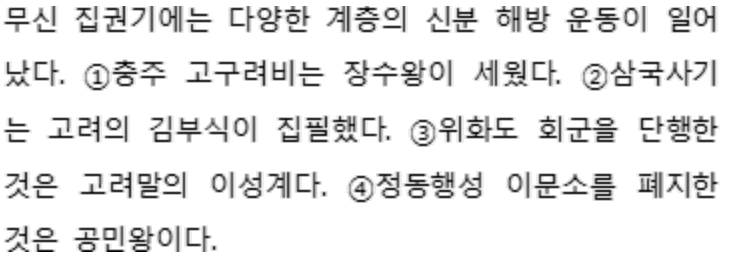 무신 집권기에는 다양한 계층의 신분 해방 운동이 일어
났다. ①충주 고구려비는 장수왕이 세웠다. ②삼국사기
는 고려의 김부식이 집필했다. ③위화도 회군을 단행한
것은 고려말의 이성계다. ④정동행성 이문소를 폐지한
것은 공민왕이다.